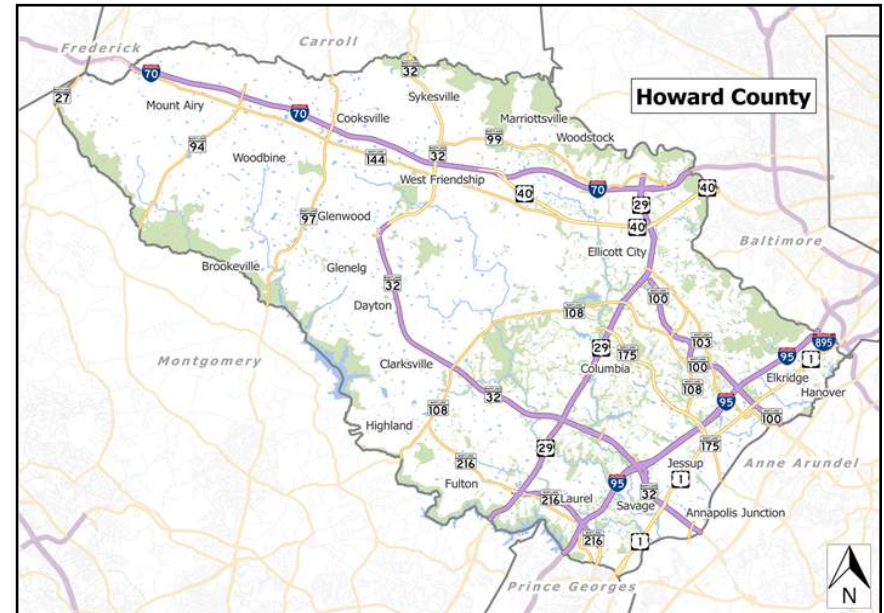 Carroll
Frederick
70
32
27
Mount Airy
Sykesville
Howard County
70
Cooksville
Marriottsville
94
MARYLAND
99
Woodstock
Woodbine
144
32
West Friendship
40
70
40
29
97
Glenwood
40
Baltimore
Ellicott City
Brookeville
Glenelg
32
100
Dayton
108
103
895
Montgomery
29
175
95
1
Columbia
100
Clarksville
Elkridge
108
32
Hanover
95
108
100
Highland
29
175
216
Jessup
Anne Arundel
Fulton
95
1
216
Laurel
32
Savage
Annapolis Junction
216
1
Prince Georges
N